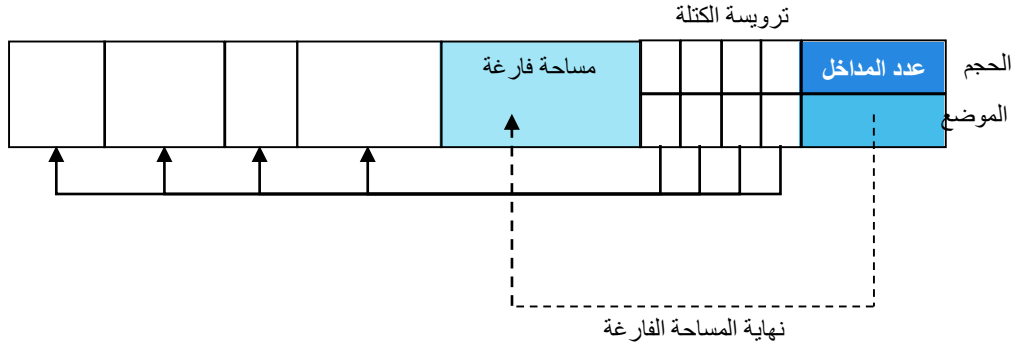 ترويسة الكتلة
الحجم
عدد المداخل
مساحة فارغة
الموضع
نهاية المساحة الفارغة